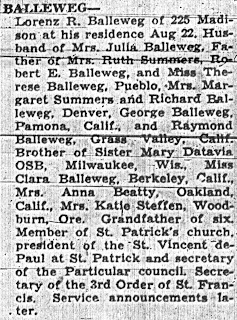 BALLEWEG—
Lorenz R. Balleweg of 225 Madi-
son at his residence Aug 22, Hus-
band of Mrs. Julia Balleweg, Fa-
ther of Mrs. Ruth Summers, Ro-
bert E. Balleweg, and Miss The-
rese Balleweg, Pueblo, Mrs. Mar-
garet Summers and Richard Bal-
leweg, Denver, George Balleweg,
Pamona, Calif., and Raymond
Balleweg, Grass Valley, Calif.
Brother of Sister Mary Datavia
OSB, Milwaukee, Wis. Miss
Clara Balleweg, Berkeley, Calif.,
Mrs. Anna Beatty, Oakland,
Calif., Mrs. Katie Steffen, Wood-
burn, Ore. Grandfather of six.
Member of St. Patrick's church,
president of the St. Vincent de-
Paul at St. Patrick and secretary
of the Particular council. Secre-
tary of the 3rd Order of St. Fran-
cis. Service announcements la-
ter.